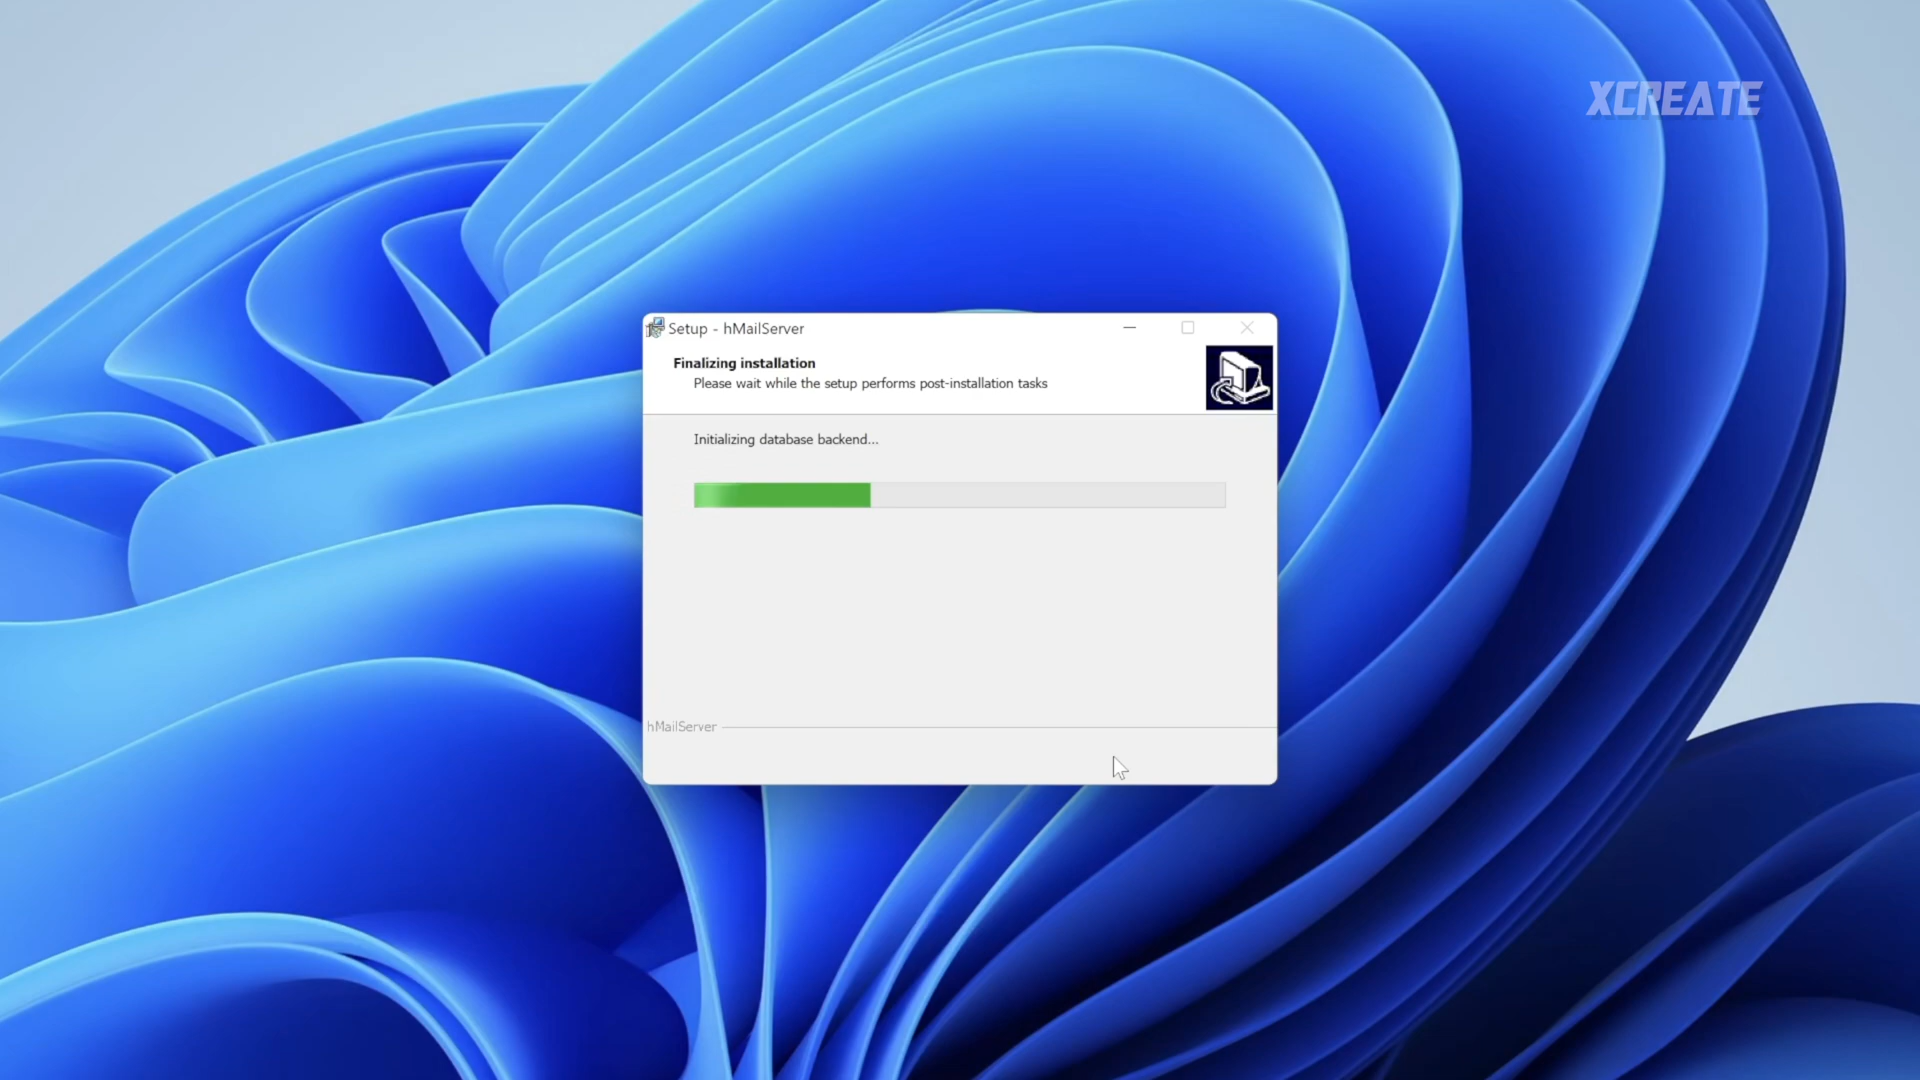 XCREATE
Setup - hMailServer
Finalizing installation
Please wait while the setup performs post-installation tasks
Initializing database backend...
hMailServer